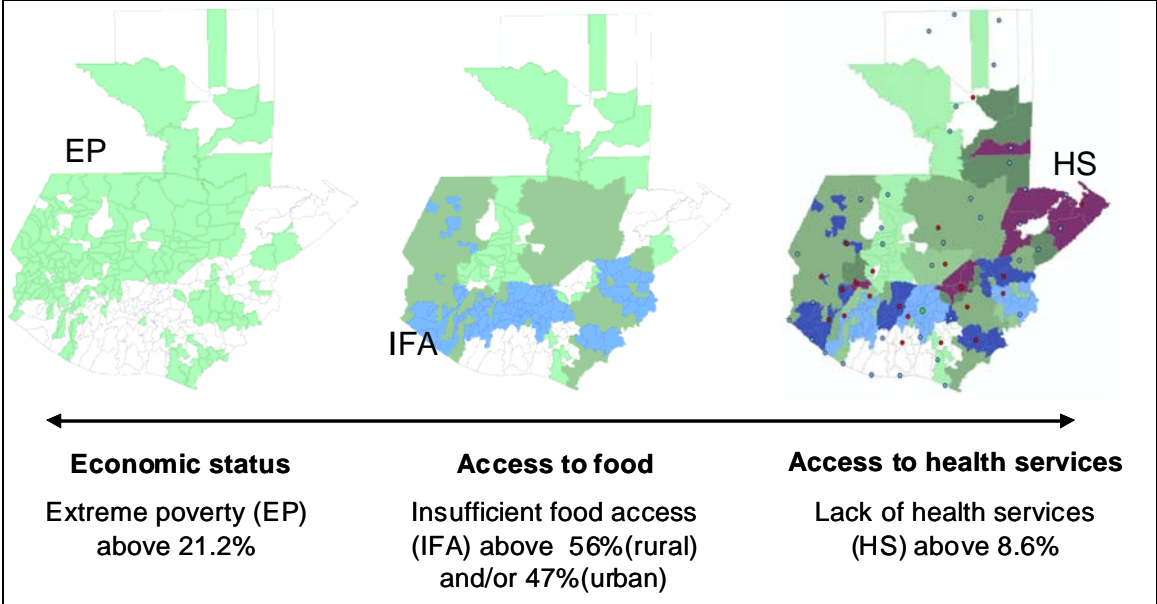 EP
IFA
HS
Economic status
Extreme poverty (EP)
above 21.2%
Access to food
Insufficient food access
(IFA) above  56%(rural)
and/or 47%(urban)
Access to health services
Lack of health services
(HS) above 8.6%